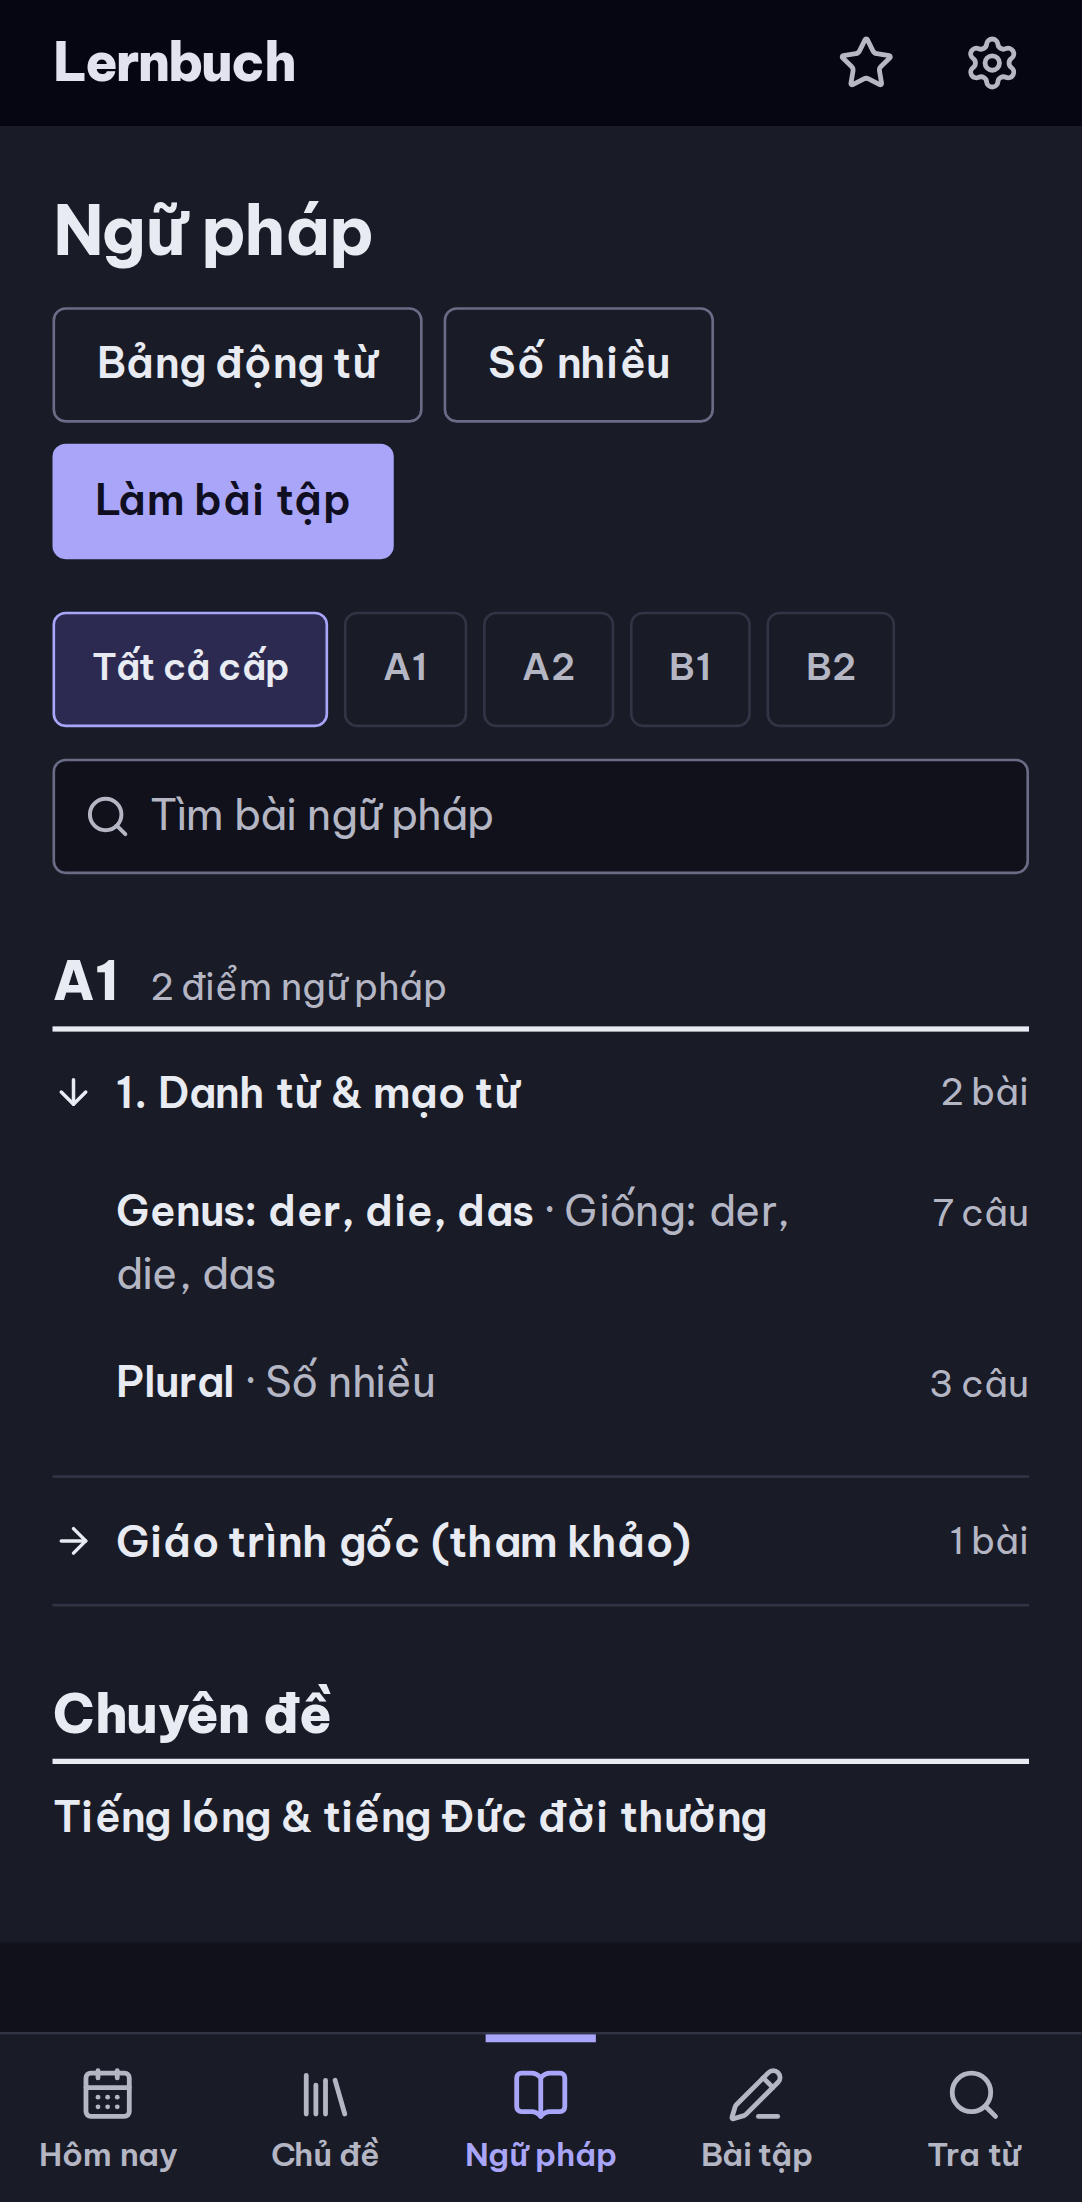 Lernbuch
Ngữ pháp
Bảng động từ
Số nhiều
Làm bài tập
Tất cả cấp
A1
A2
B1
B2
Tìm bài ngữ pháp
A1 2 điểm ngữ pháp
1. Danh từ & mạo từ 2 bài
Genus: der, die, das · Giống: der, 7 câu
die, das
Plural · Số nhiều 3 câu
Giáo trình gốc (tham khảo) 1 bài
Chuyên đề
Tiếng lóng & tiếng Đức đời thường
Hôm nay
Chủ đề
Ngữ pháp
Bài tập
Tra từ